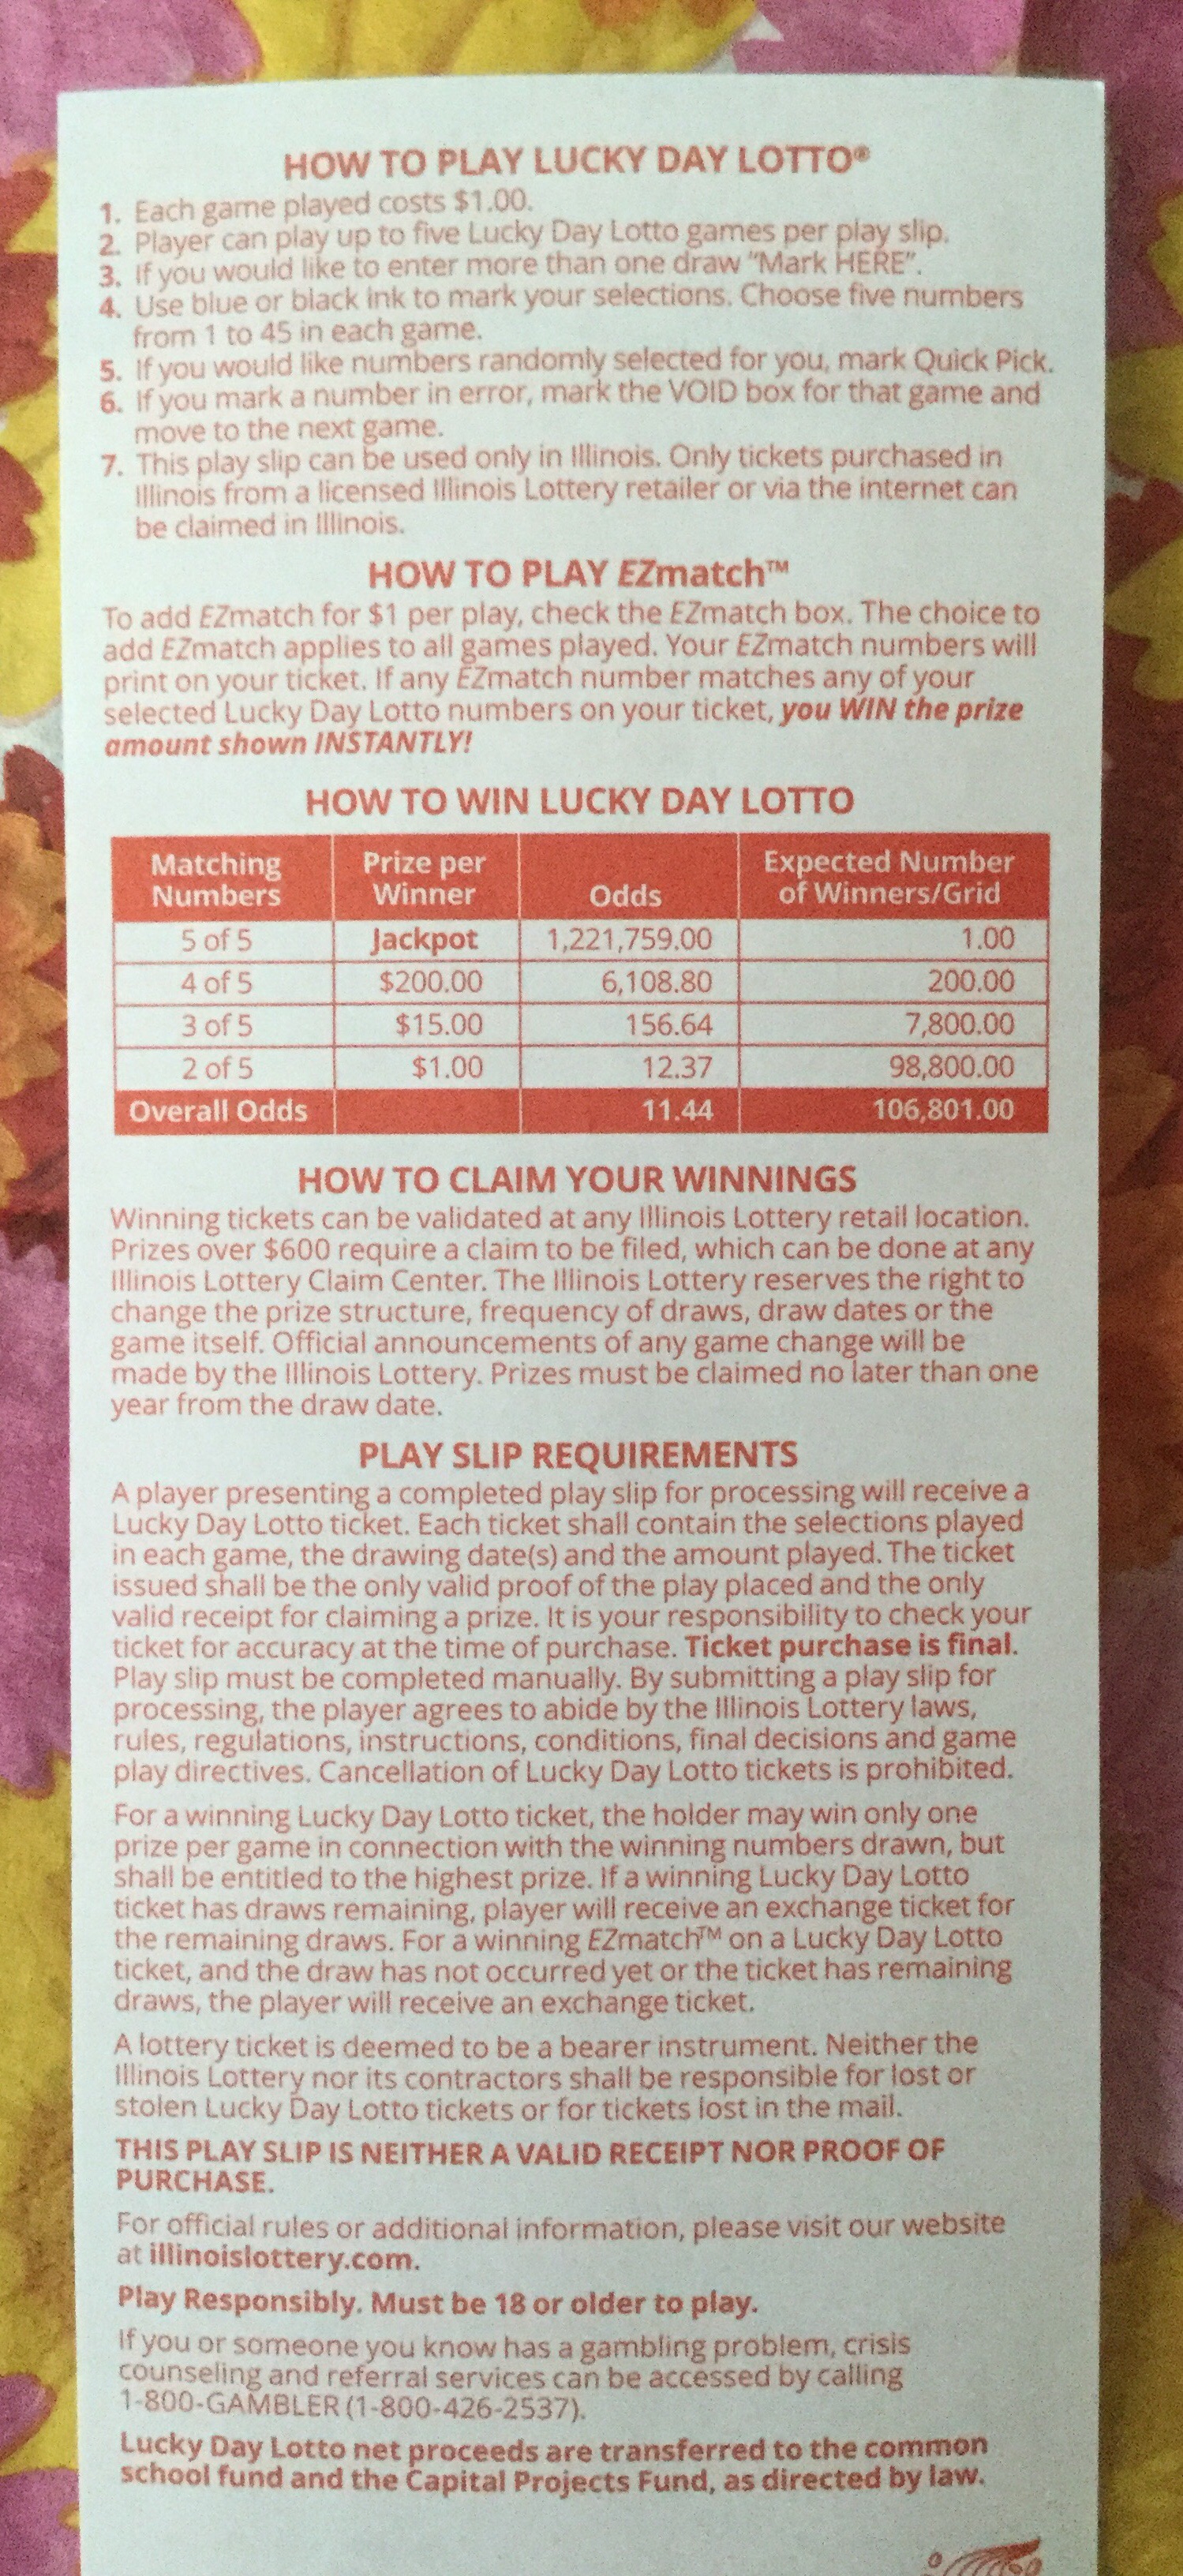 HOW TO PLAY LUCKY DAY LOTTO®
1. Each game played costs $1.00.
2. Player can play up to five Lucky Day Lotto games per play slip.
3. If you would like to enter more than one draw "Mark HERE".
4. Use blue or black ink to mark your selections. Choose five numbers
from 1 to 45 in each game.
5. If you would like numbers randomly selected for you, mark Quick Pick.
6. If you mark a number in error, mark the VOID box for that game and
move to the next game.
7. This play slip can be used only in Illinois. Only tickets purchased in
Illinois from a licensed Illinois Lottery retailer or via the internet can
be claimed in Illinois.
HOW TO PLAY EZmatch™
To add EZmatch for $1 per play, check the EZmatch box. The choice to
add EZmatch applies to all games played. Your EZmatch numbers will
print on your ticket. If any EZmatch number matches any of your
selected Lucky Day Lotto numbers on your ticket, you WIN the prize
amount shown INSTANTLY!
HOW TO WIN LUCKY DAY LOTTO
Matching Numbers Prize per Winner Odds Expected Number of Winners/Grid
5 of 5 Jackpot 1,221,759.00 1.00
4 of 5 $200.00 6,108.80 200.00
3 of 5 $15.00 156.64 7,800.00
2 of 5 $1.00 12.37 98,800.00
Overall Odds 11.44 106,801.00
HOW TO CLAIM YOUR WINNINGS
Winning tickets can be validated at any Illinois Lottery retail location.
Prizes over $600 require a claim to be filed, which can be done at any
Illinois Lottery Claim Center. The Illinois Lottery reserves the right to
change the prize structure, frequency of draws, draw dates or the
game itself. Official announcements of any game change will be
made by the Illinois Lottery. Prizes must be claimed no later than one
year from the draw date.
PLAY SLIP REQUIREMENTS
A player presenting a completed play slip for processing will receive a
Lucky Day Lotto ticket. Each ticket shall contain the selections played
in each game, the drawing date(s) and the amount played. The ticket
issued shall be the only valid proof of the play placed and the only
valid receipt for claiming a prize. It is your responsibility to check your
ticket for accuracy at the time of purchase. Ticket purchase is final.
Play slip must be completed manually. By submitting a play slip for
processing, the player agrees to abide by the Illinois Lottery laws,
rules, regulations, instructions, conditions, final decisions and game
play directives. Cancellation of Lucky Day Lotto tickets is prohibited.
For a winning Lucky Day Lotto ticket, the holder may win only one
prize per game in connection with the winning numbers drawn, but
shall be entitled to the highest prize. If a winning Lucky Day Lotto
ticket has draws remaining, player will receive an exchange ticket for
the remaining draws. For a winning EZmatch™ on a Lucky Day Lotto
ticket, and the draw has not occurred yet or the ticket has remaining
draws, the player will receive an exchange ticket.
A lottery ticket is deemed to be a bearer instrument. Neither the
Illinois Lottery nor its contractors shall be responsible for lost or
stolen Lucky Day Lotto tickets or for tickets lost in the mail.
THIS PLAY SLIP IS NEITHER A VALID RECEIPT NOR PROOF OF
PURCHASE.
For official rules or additional information, please visit our website
at illinoislottery.com.
Play Responsibly. Must be 18 or older to play.
If you or someone you know has a gambling problem, crisis
counseling and referral services can be accessed by calling
1-800-GAMBLER (1-800-426-2537).
Lucky Day Lotto net proceeds are transferred to the common
school fund and the Capital Projects Fund, as directed by law.